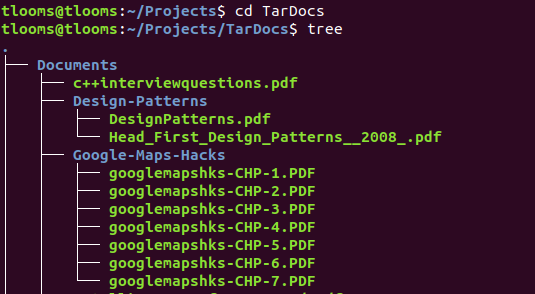 tlooms@tlooms:~/Projects$ cd TarDocs
tlooms@tlooms:~/Projects/TarDocs$ tree
.
├── Documents
│   ├── c++interviewquestions.pdf
│   ├── Design-Patterns
│   │   ├── DesignPatterns.pdf
│   │   └── Head_First_Design_Patterns__2008_.pdf
│   ├── Google-Maps-Hacks
│   │   ├── googlemapshks-CHP-1.PDF
│   │   ├── googlemapshks-CHP-2.PDF
│   │   ├── googlemapshks-CHP-3.PDF
│   │   ├── googlemapshks-CHP-4.PDF
│   │   ├── googlemapshks-CHP-5.PDF
│   │   ├── googlemapshks-CHP-6.PDF
│   │   └── googlemapshks-CHP-7.PDF